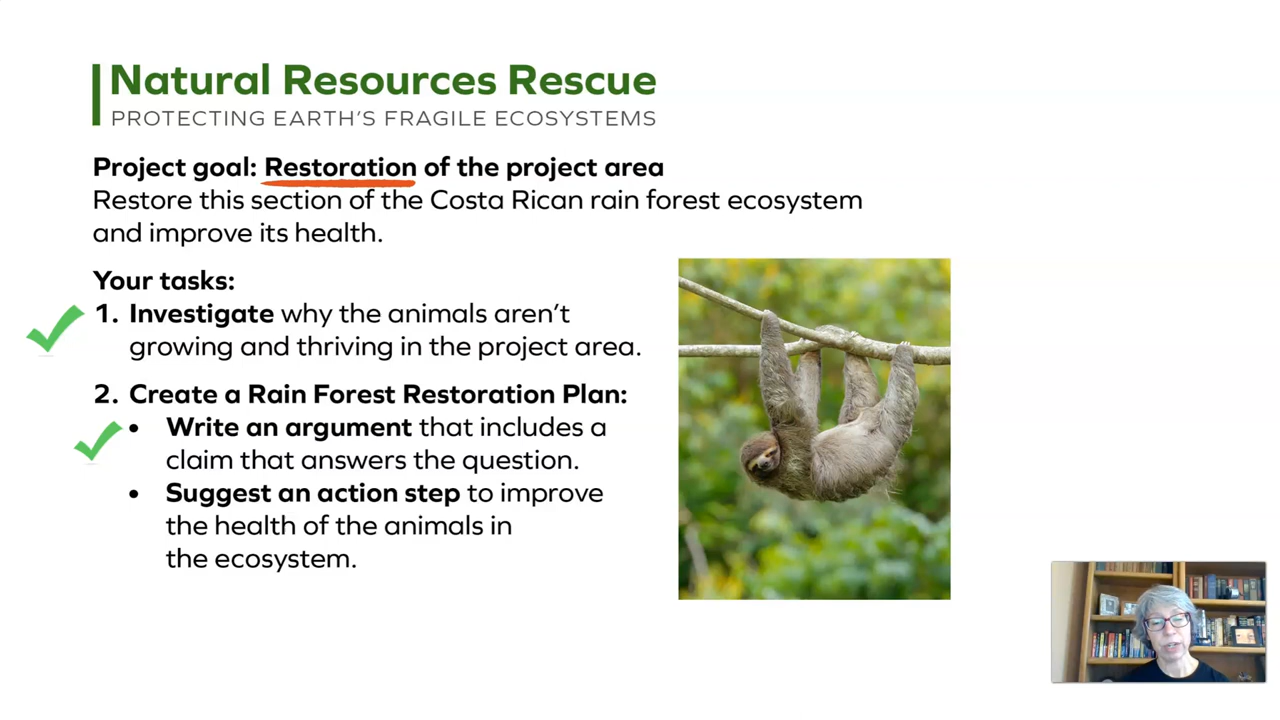 Natural Resources Rescue
PROTECTING EARTH'S FRAGILE ECOSYSTEMS
Project goal: Restoration of the project area
Restore this section of the Costa Rican rain forest ecosystem
and improve its health.
Your tasks:
1. Investigate why the animals aren't
growing and thriving in the project area.
2. Create a Rain Forest Restoration Plan:
• Write an argument that includes a
claim that answers the question.
• Suggest an action step to improve
the health of the animals in
the ecosystem.